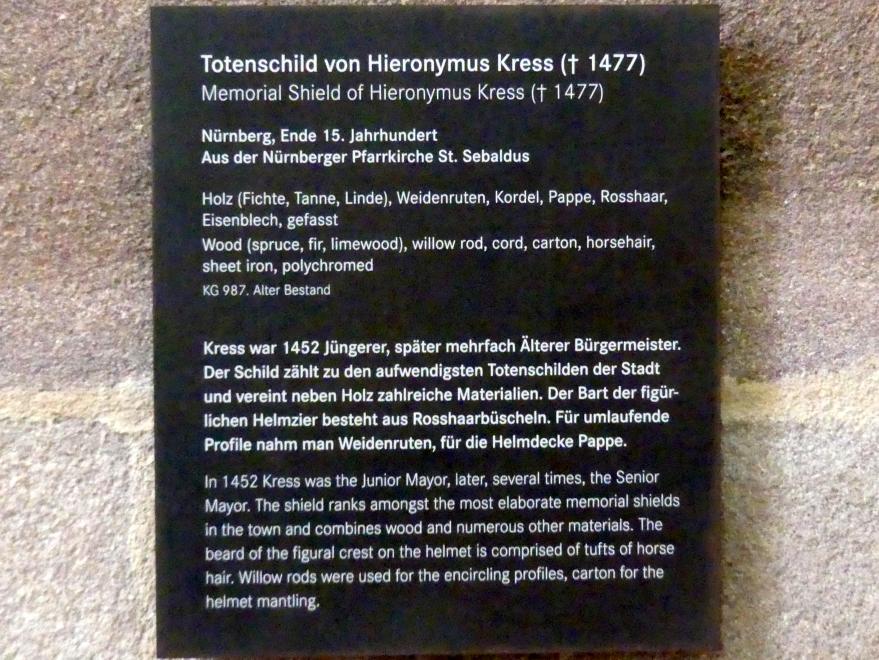 Totenschild von Hieronymus Kress († 1477)
Memorial Shield of Hieronymus Kress († 1477)
Nürnberg, Ende 15. Jahrhundert
Aus der Nürnberger Pfarrkirche St. Sebaldus
Holz (Fichte, Tanne, Linde), Weidenruten, Kordel, Pappe, Rosshaar,
Eisenblech, gefasst
Wood (spruce, fir, limewood), willow rod, cord, carton, horsehair,
sheet iron, polychromed
KG 987. Alter Bestand
Kress war 1452 Jüngerer, später mehrfach Älterer Bürgermeister.
Der Schild zählt zu den aufwendigsten Totenschilden der Stadt
und vereint neben Holz zahlreiche Materialien. Der Bart der figür-
lichen Helmzier besteht aus Rosshaarbüscheln. Für umlaufende
Profile nahm man Weidenruten, für die Helmdecke Pappe.
In 1452 Kress was the Junior Mayor, later, several times, the Senior
Mayor. The shield ranks amongst the most elaborate memorial shields
in the town and combines wood and numerous other materials. The
beard of the figural crest on the helmet is comprised of tufts of horse
hair. Willow rods were used for the encircling profiles, carton for the
helmet mantling.